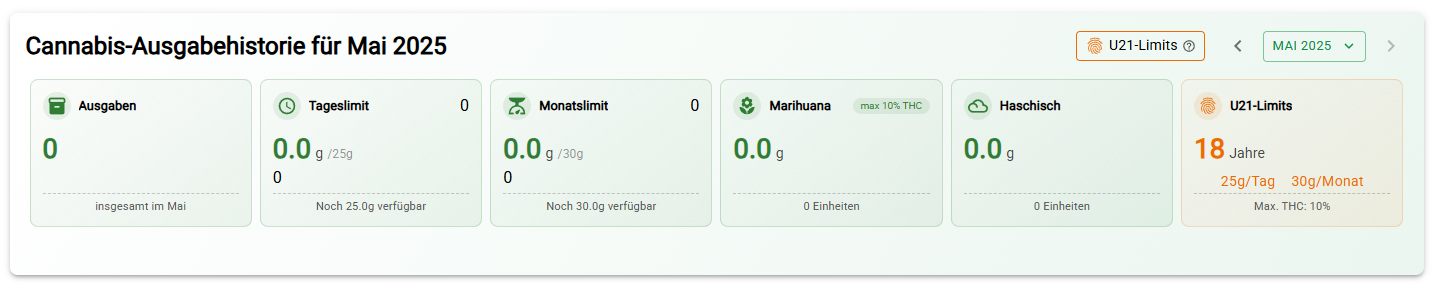 Cannabis-Ausgabehistorie für Mai 2025
U21-Limits
MAI 2025
Ausgaben
0
insgesamt im Mai
Tageslimit
0
0.0 g /25g
0
Noch 25.0g verfügbar
Monatslimit
0
0.0 g /30g
0
Noch 30.0g verfügbar
Marihuana
max 10% THC
0.0 g
0 Einheiten
Haschisch
0.0 g
0 Einheiten
U21-Limits
18 Jahre
25g/Tag 30g/Monat
Max. THC: 10%